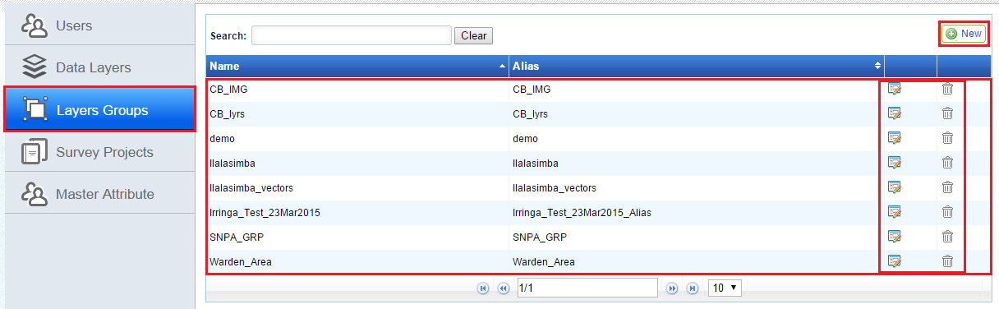 Users
Data Layers
Layers Groups
Survey Projects
Master Attribute
Search: Clear
New
Name Alias
CB_IMG CB_IMG
CB_lyrs CB_lyrs
demo demo
Ilalasimba Ilalasimba
Ilalasimba_vectors Ilalasimba_vectors
Irringa_Test_23Mar2015 Irringa_Test_23Mar2015_Alias
SNPA_GRP SNPA_GRP
Warden_Area Warden_Area
1/1 10